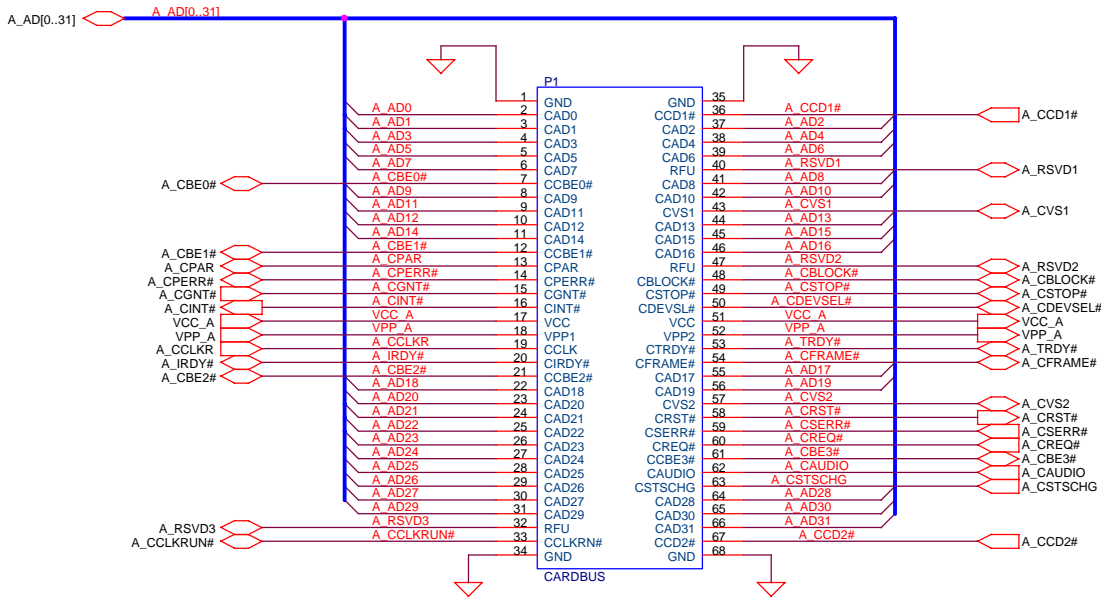 A_AD[0..31] A_AD[0..31]
P1
1 GND GND 35
A_AD0 2 CAD0 CCD1# 36 A_CCD1# A_CCD1#
A_AD1 3 CAD1 CAD2 37 A_AD2
A_AD3 4 CAD3 CAD4 38 A_AD4
A_AD5 5 CAD5 CAD6 39 A_AD6
A_AD7 6 CAD7 RFU 40 A_RSVD1 A_RSVD1
A_CBE0# A_CBE0# 7 CCBE0# CAD8 41 A_AD8
A_AD9 8 CAD9 CAD10 42 A_AD10
A_AD11 9 CAD11 CVS1 43 A_CVS1 A_CVS1
A_AD12 10 CAD12 CAD13 44 A_AD13
A_AD14 11 CAD14 CAD15 45 A_AD15
A_CBE1# A_CBE1# 12 CCBE1# CAD16 46 A_AD16
A_CPAR A_CPAR 13 CPAR RFU 47 A_RSVD2 A_RSVD2
A_CPERR# A_CPERR# 14 CPERR# CBLOCK# 48 A_CBLOCK# A_CBLOCK#
A_CGNT# A_CGNT# 15 CGNT# CSTOP# 49 A_CSTOP# A_CSTOP#
A_CINT# A_CINT# 16 CINT# CDEVSL# 50 A_CDEVSEL# A_CDEVSEL#
VCC_A VCC_A 17 VCC VCC 51 VCC_A VCC_A
VPP_A VPP_A 18 VPP1 VPP2 52 VPP_A VPP_A
A_CCLKR A_CCLKR 19 CCLK CTRDY# 53 A_TRDY# A_TRDY#
A_IRDY# A_IRDY# 20 CIRDY# CFRAME# 54 A_CFRAME# A_CFRAME#
A_CBE2# A_CBE2# 21 CCBE2# CAD17 55 A_AD17
A_AD18 22 CAD18 CAD19 56 A_AD19
A_AD20 23 CAD20 CVS2 57 A_CVS2 A_CVS2
A_AD21 24 CAD21 CRST# 58 A_CRST# A_CRST#
A_AD22 25 CAD22 CSERR# 59 A_CSERR# A_CSERR#
A_AD23 26 CAD23 CREQ# 60 A_CREQ# A_CREQ#
A_AD24 27 CAD24 CCBE3# 61 A_CBE3# A_CBE3#
A_AD25 28 CAD25 CAUDIO 62 A_CAUDIO A_CAUDIO
A_AD26 29 CAD26 CSTSCHG 63 A_CSTSCHG A_CSTSCHG
A_AD27 30 CAD27 CAD28 64 A_AD28
A_AD29 31 CAD29 CAD30 65 A_AD30
A_RSVD3 A_RSVD3 32 RFU CAD31 66 A_AD31
A_CCLKRUN# A_CCLKRUN# 33 CCLKRN# CCD2# 67 A_CCD2# A_CCD2#
34 GND GND 68
CARDBUS